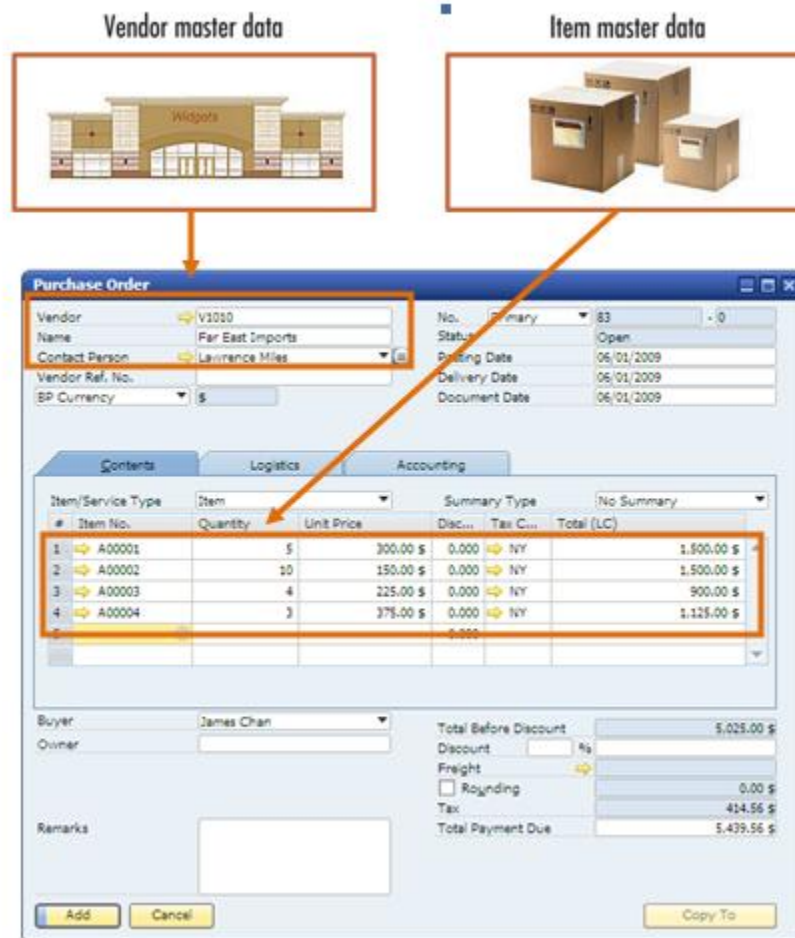 Vendor master data
Item master data
Widgets
Purchase Order
Vendor V1010 No. Primary 83 - 0
Name Far East Imports Status Open
Contact Person Lawrence Miles Posting Date 06/01/2009
Vendor Ref. No. Delivery Date 06/01/2009
BP Currency $ Document Date 06/01/2009
Contents Logistics Accounting
Item/Service Type Item Summary Type No Summary
# Item No. Quantity Unit Price Disc... Tax C... Total (LC)
1 A00001 5 300.00 $ 0.000 NY 1,500.00 $
2 A00002 10 150.00 $ 0.000 NY 1,500.00 $
3 A00003 4 225.00 $ 0.000 NY 900.00 $
4 A00004 3 375.00 $ 0.000 NY 1,125.00 $
Buyer James Chan Total Before Discount 5,025.00 $
Owner Discount %
Freight
Rounding 0.00 $
Tax 414.56 $
Remarks Total Payment Due 5,439.56 $
Add Cancel Copy To